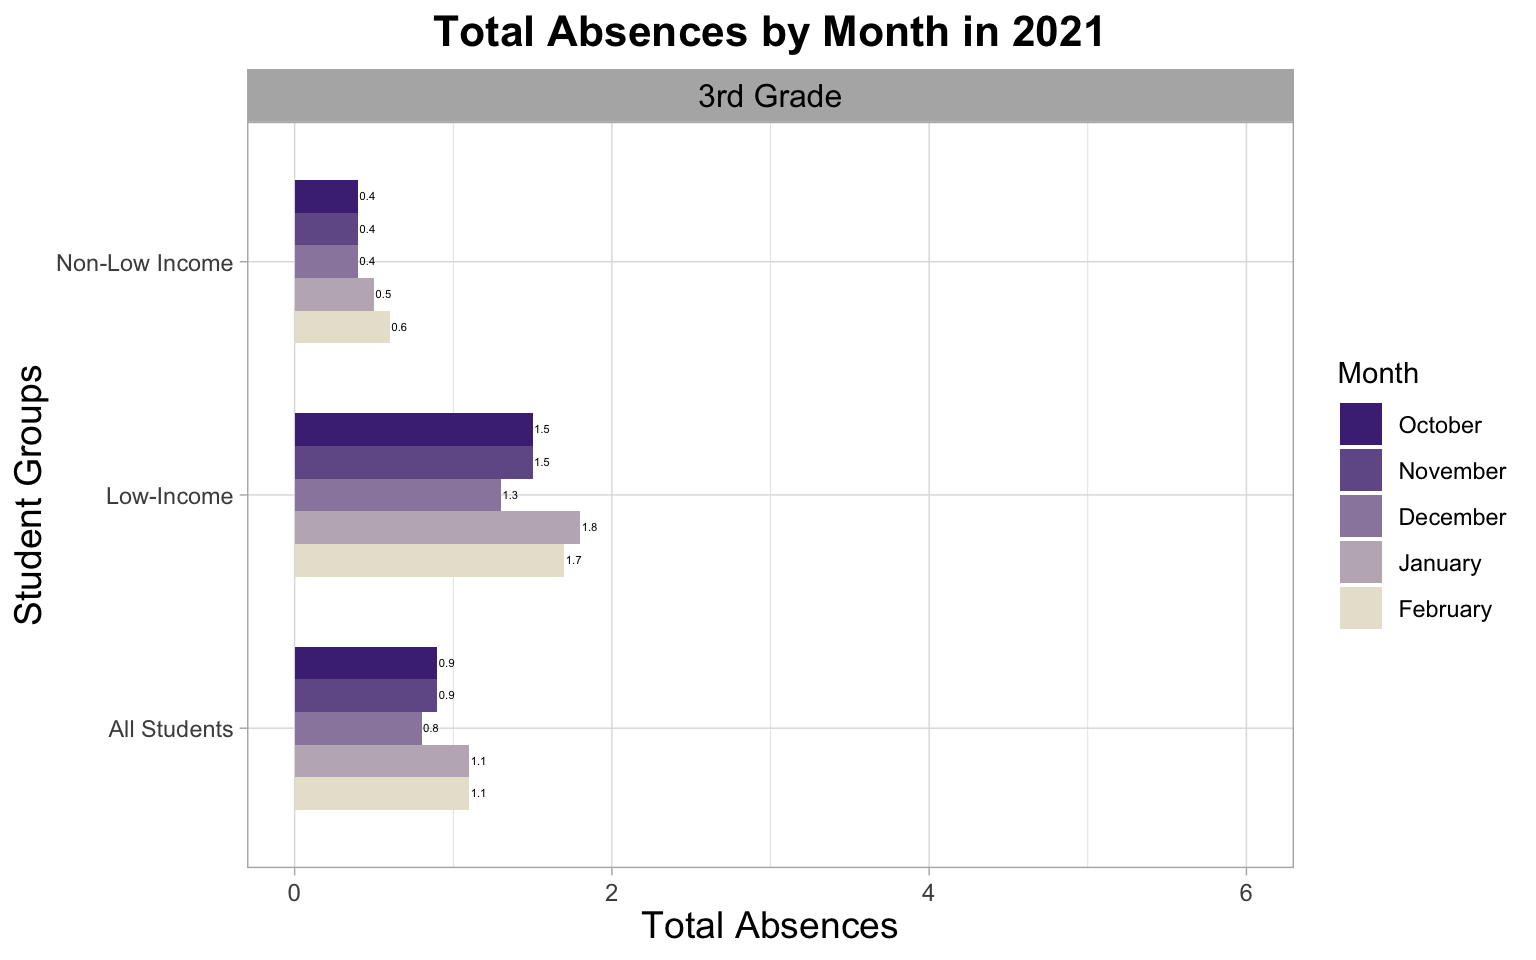 Total Absences by Month in 2021
3rd Grade
Student Groups
Non-Low Income
0.4
0.4
0.4
0.5
0.6
Low-Income
1.5
1.5
1.3
1.8
1.7
All Students
0.9
0.9
0.8
1.1
1.1
0 2 4 6
Total Absences
Month
October
November
December
January
February